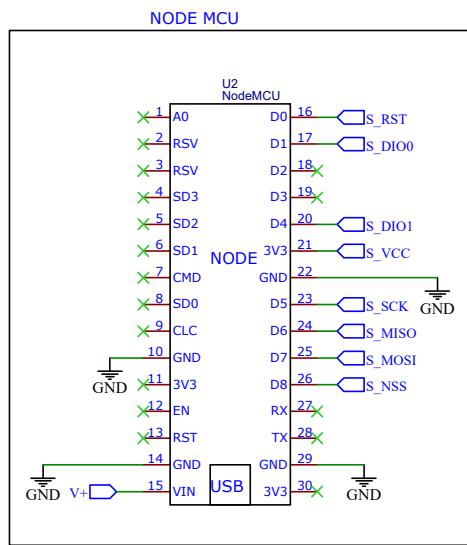 NODE MCU
U2
NodeMCU
1 A0 D0 16 S_RST
2 RSV D1 17 S_DIO0
3 RSV D2 18
4 SD3 D3 19
5 SD2 D4 20 S_DIO1
6 SD1 3V3 21 S_VCC
7 CMD NODE GND 22 GND
8 SD0 D5 23 S_SCK
9 CLC D6 24 S_MISO
GND 10 GND D7 25 S_MOSI
11 3V3 D8 26 S_NSS
12 EN RX 27
13 RST TX 28
GND 14 GND GND 29 GND
V+ 15 VIN USB 3V3 30